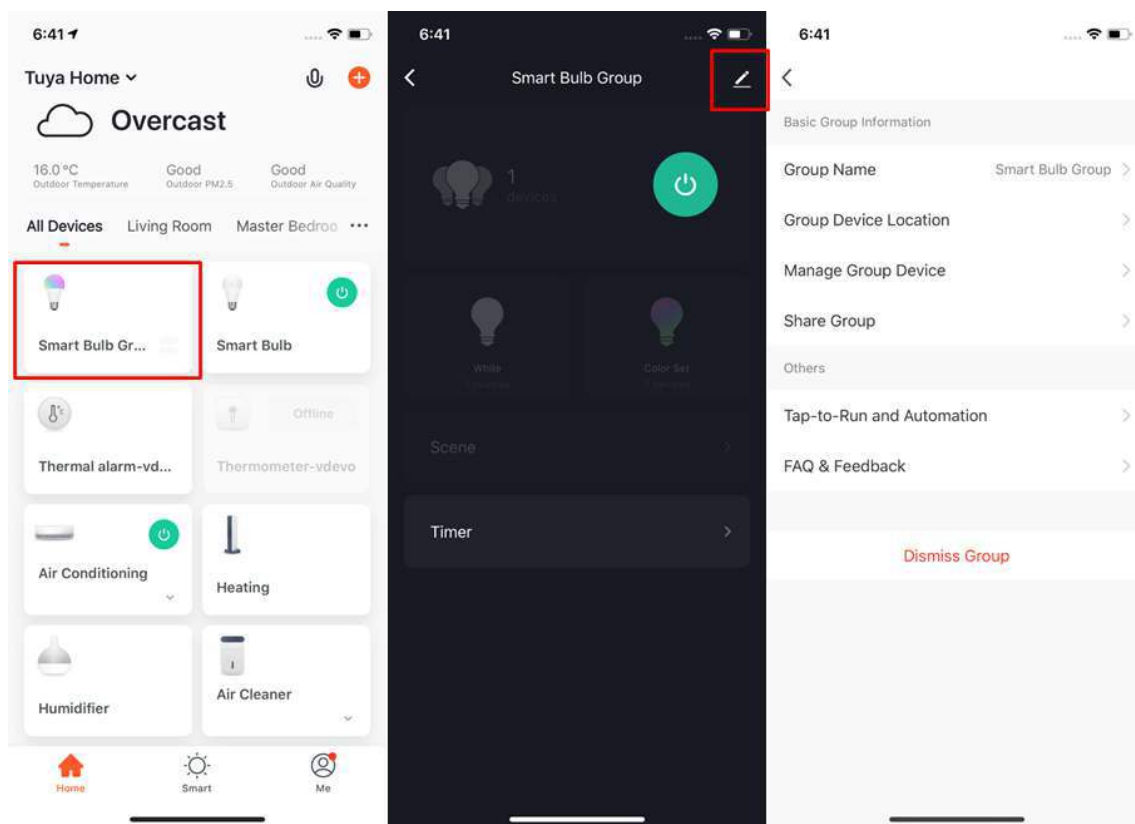 6:41
Tuya Home
Overcast
16.0 °C Good Good
Outdoor Temperature Outdoor PM2.5 Outdoor Air Quality
All Devices Living Room Master Bedroo
Smart Bulb Gr... Smart Bulb
Offline
Thermal alarm-vd... Thermometer-vdevo
Air Conditioning
Heating
Air Cleaner
Humidifier
Home Smart Me
6:41
Smart Bulb Group
1
devices
White Color Set
Scene
Timer
6:41
Basic Group Information
Group Name Smart Bulb Group
Group Device Location
Manage Group Device
Share Group
Others
Tap-to-Run and Automation
FAQ & Feedback
Dismiss Group